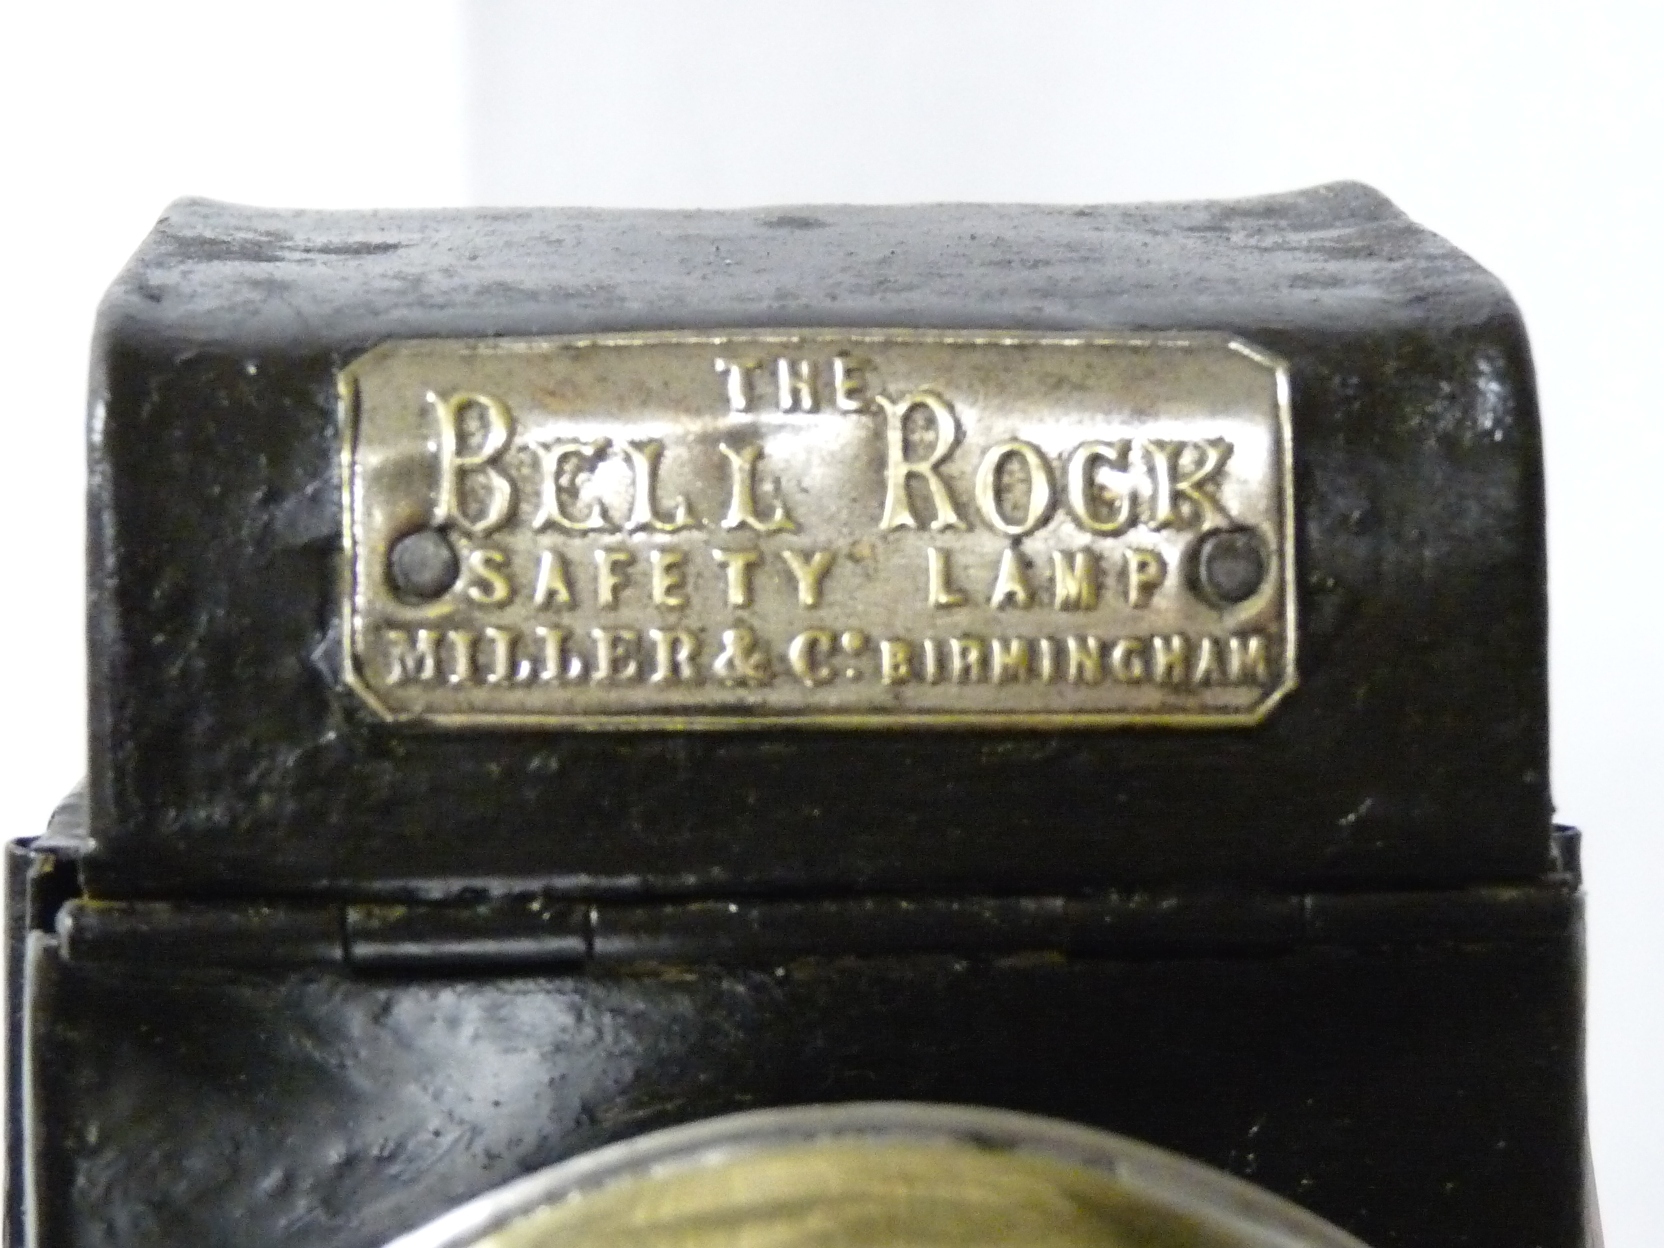 THE
BELL ROCK
SAFETY LAMP
MILLER & Co. BIRMINGHAM